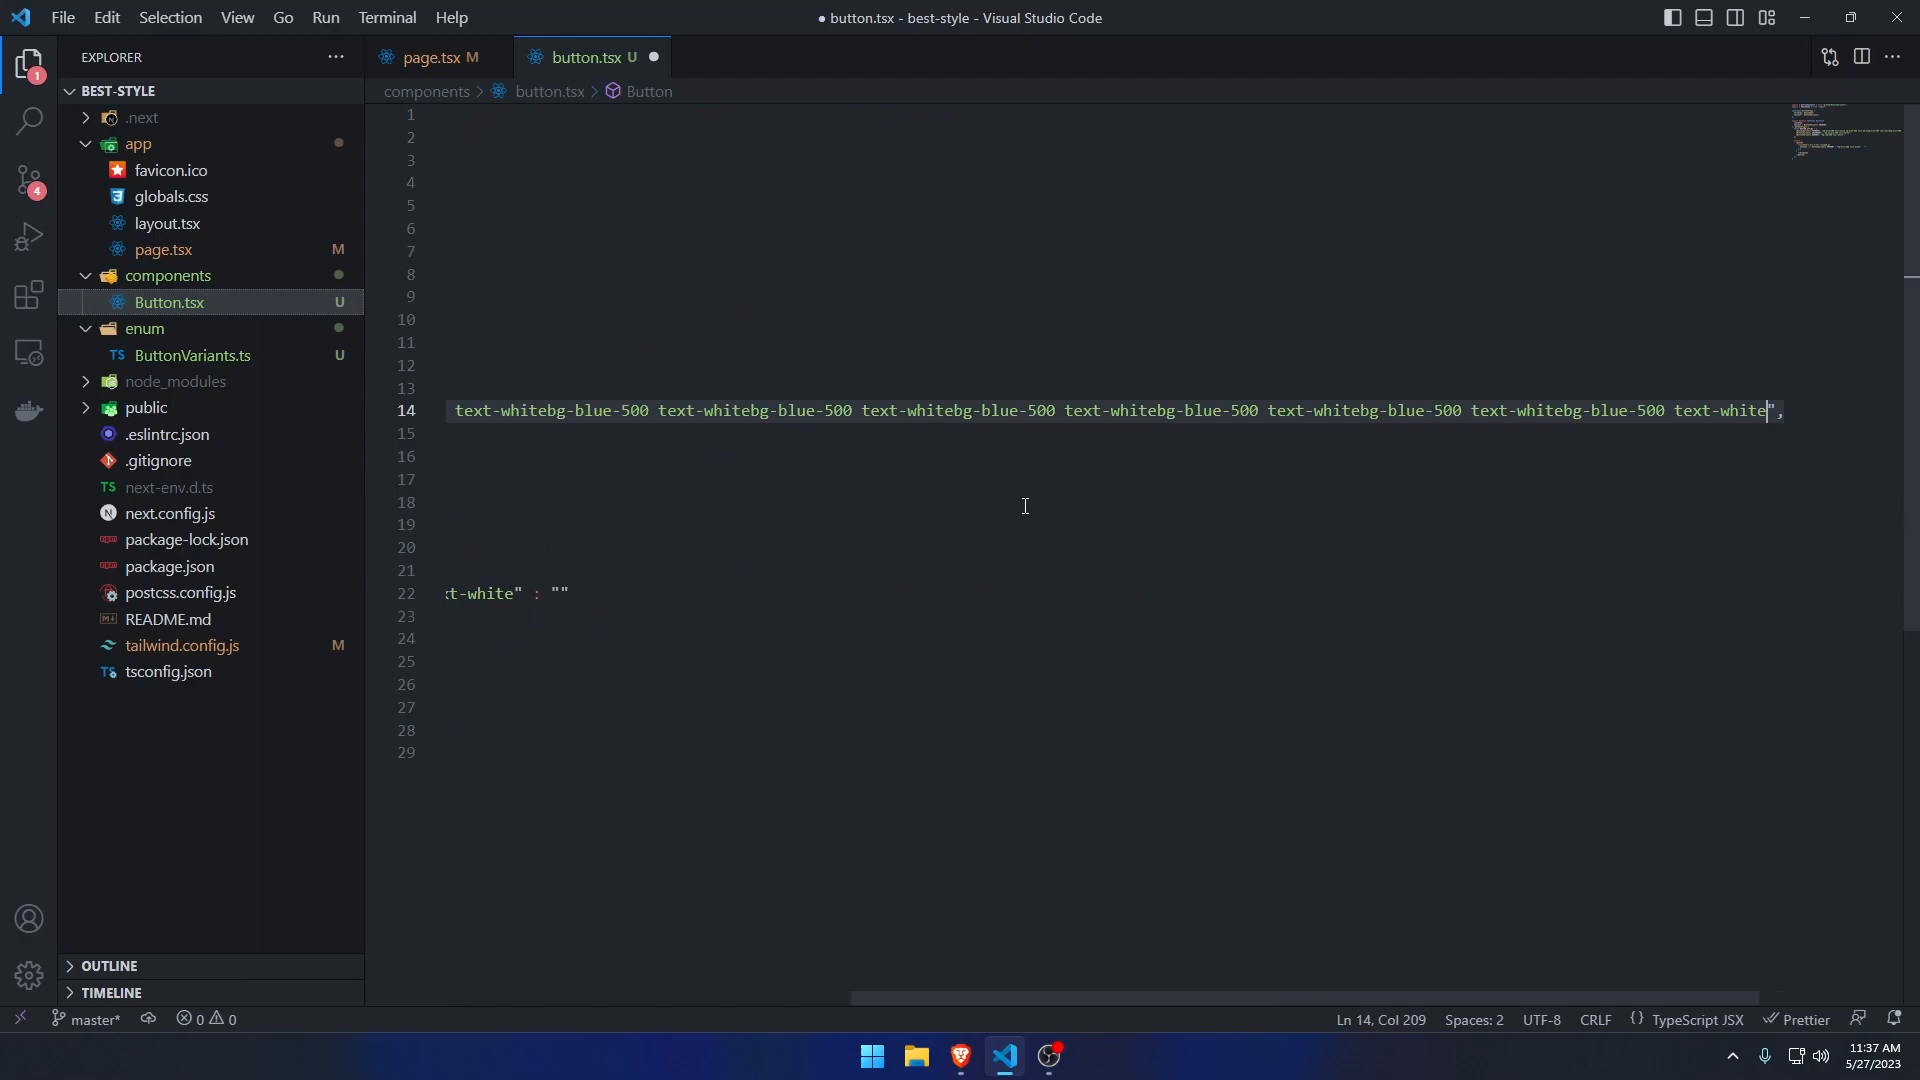 File Edit Selection View Go Run Terminal Help
● button.tsx - best-style - Visual Studio Code
EXPLORER
page.tsx M
button.tsx U
1
components > button.tsx > Button
BEST-STYLE
.next
app
favicon.ico
globals.css
4
layout.tsx
page.tsx M
components
Button.tsx U
enum
TS ButtonVariants.ts U
node_modules
public
.eslintrc.json
.gitignore
TS next-env.d.ts
N next.config.js
package-lock.json
package.json
postcss.config.js
README.md
tailwind.config.js M
TS tsconfig.json
OUTLINE
TIMELINE
1
2
3
4
5
6
7
8
9
10
11
12
13
14 text-whitebg-blue-500 text-whitebg-blue-500 text-whitebg-blue-500 text-whitebg-blue-500 text-whitebg-blue-500 text-whitebg-blue-500 text-white",
15
16
17
18
19
20
21
22 xt-white" : ""
23
24
25
26
27
28
29
master* 0 0
Ln 14, Col 209 Spaces: 2 UTF-8 CRLF {} TypeScript JSX Prettier
11:37 AM
5/27/2023